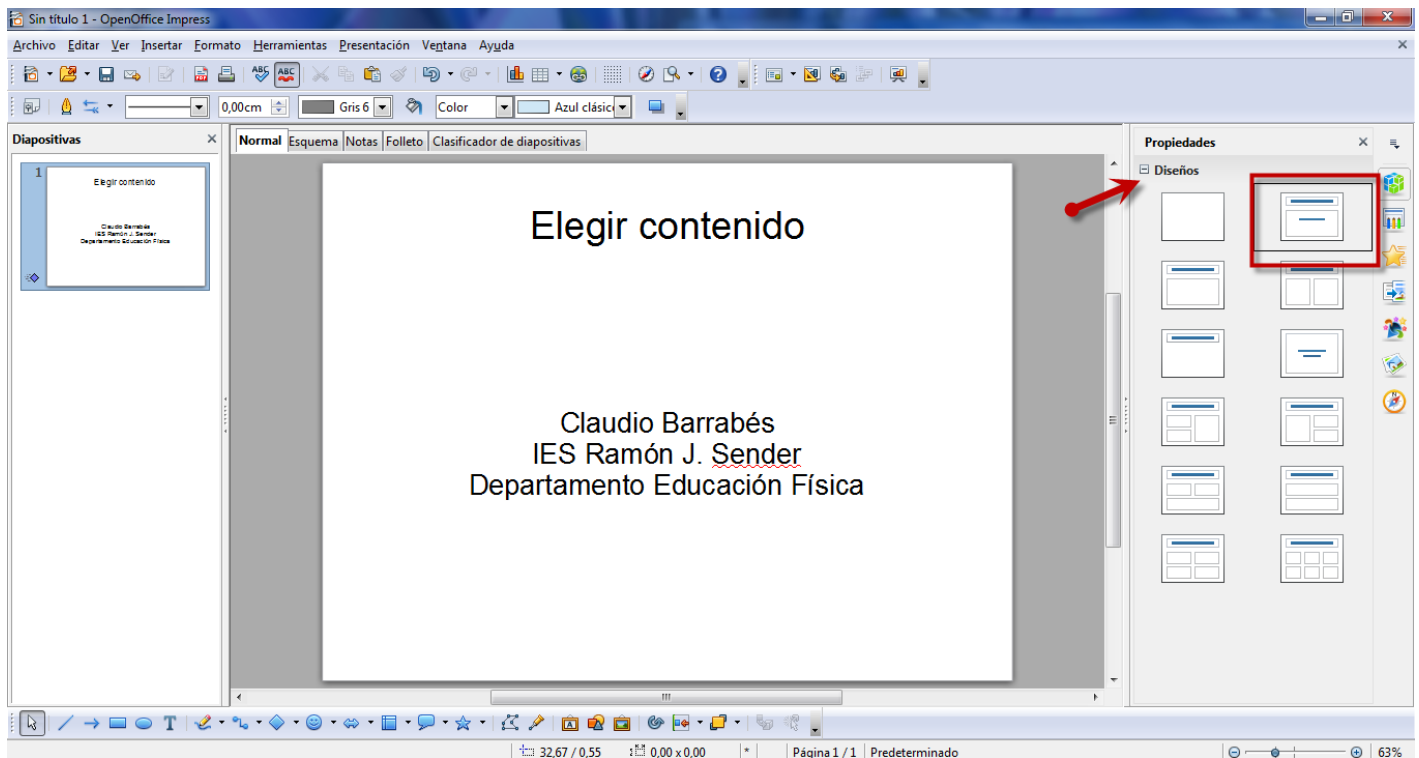 Sin título 1 - OpenOffice Impress
Archivo Editar Ver Insertar Formato Herramientas Presentación Ventana Ayuda
0,00cm Gris 6 Color Azul clásico
Diapositivas
Normal Esquema Notas Folleto Clasificador de diapositivas
Propiedades
Diseños
1
Elegir contenido
Claudio Barrabés
IES Ramón J. Sender
Departamento Educación Física
Elegir contenido
Claudio Barrabés
IES Ramón J. Sender
Departamento Educación Física
32,67 / 0,55 0,00 x 0,00 * Página 1 / 1 Predeterminado 63%